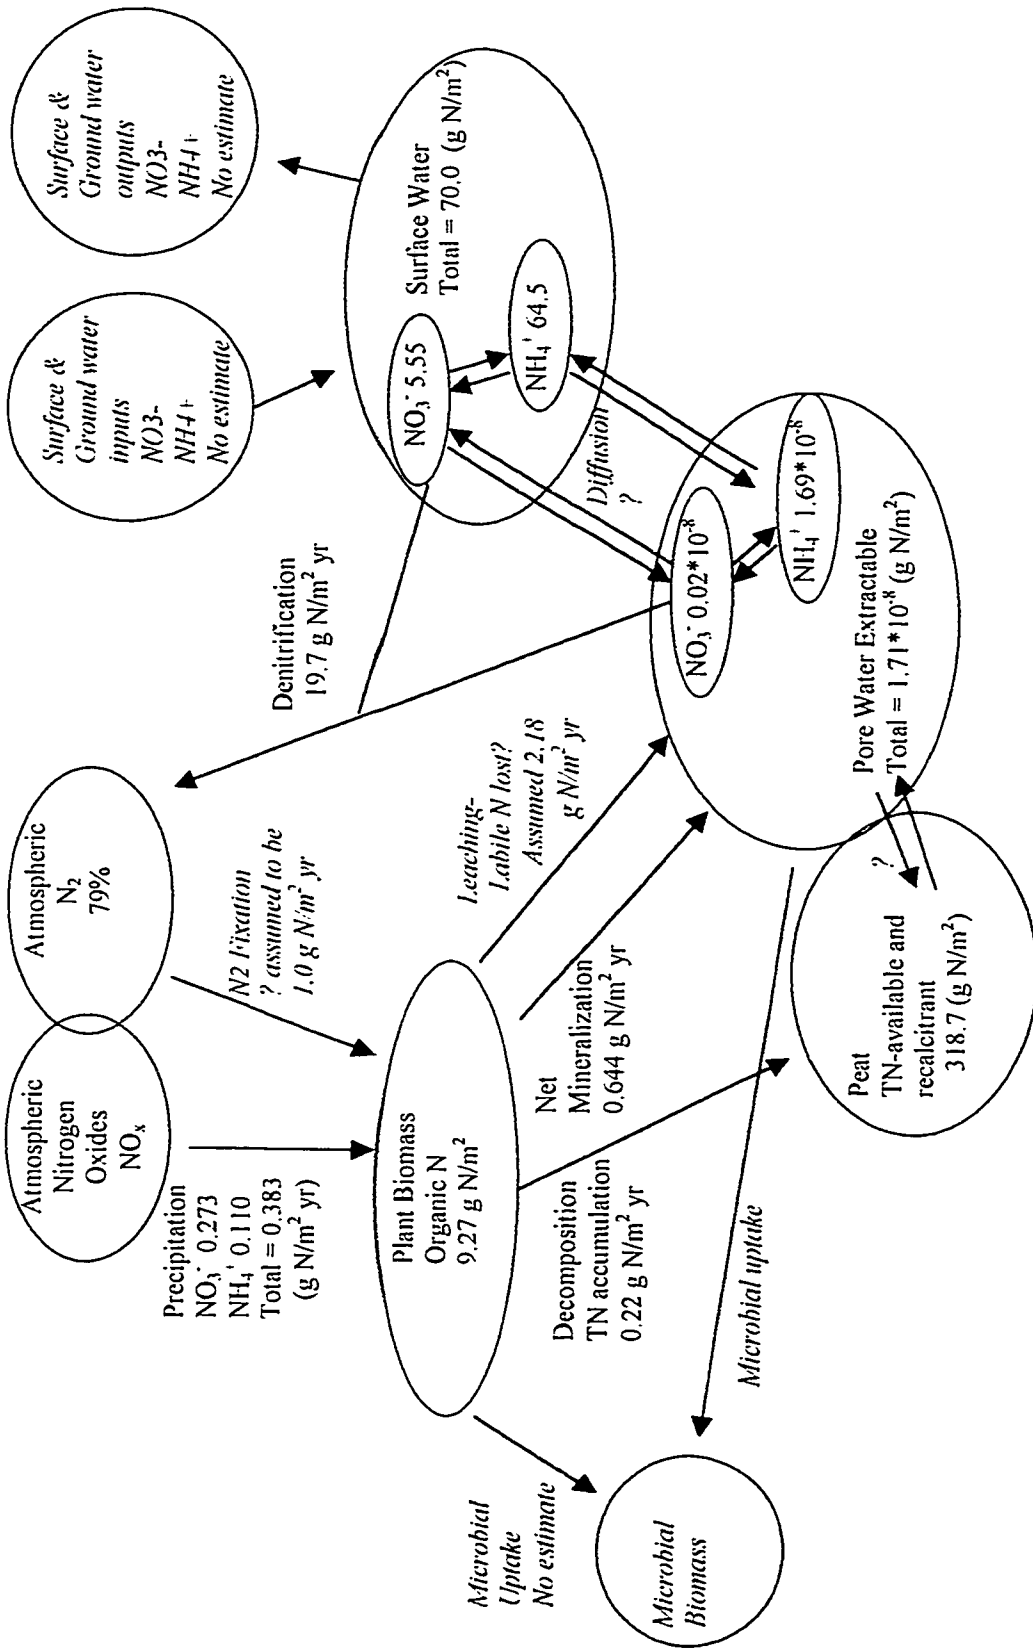 Atmospheric
Nitrogen
Oxides
NOₓ
Atmospheric
N₂
79%
Surface &
Ground water
inputs
NO3-
NH4+
No estimate
Surface &
Ground water
outputs
NO3-
NH4+
No estimate
Precipitation
NO₃⁻ 0.273
NH₄⁺ 0.110
Total = 0.383
(g N/m² yr)
N2 Fixation
? assumed to be
1.0 g N/m² yr
Denitrification
19.7 g N/m² yr
Surface Water
Total = 70.0 (g N/m²)
NO₃⁻ 5.55
NH₄⁺ 64.5
Plant Biomass
Organic N
9.27 g N/m²
Leaching-
Labile N lost?
Assumed 2.18
g N/m² yr
Diffusion
?
Microbial
Uptake
No estimate
Decomposition
TN accumulation
0.22 g N/m² yr
Net
Mineralization
0.644 g N/m² yr
NO₃⁻ 0.02*10⁻⁸
NH₄⁺ 1.69*10⁻⁸
Pore Water Extractable
Total = 1.71*10⁻⁸ (g N/m²)
Microbial
Biomass
Microbial uptake
?
Peat
TN-available and
recalcitrant
318.7 (g N/m²)